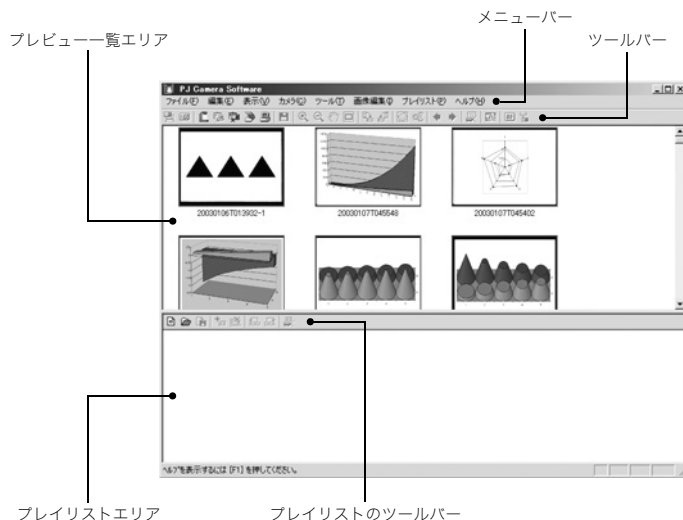 メニューバー
プレビュー一覧エリア
ツールバー
PJ Camera Software
ファイル(F) 編集(E) 表示(V) カメラ(C) ツール(T) 画像編集(I) プレイリスト(P) ヘルプ(H)
20030106T013932-1 20030107T045548 20030107T045402
ヘルプを表示するには [F1] を押してください。
プレイリストエリア
プレイリストのツールバー